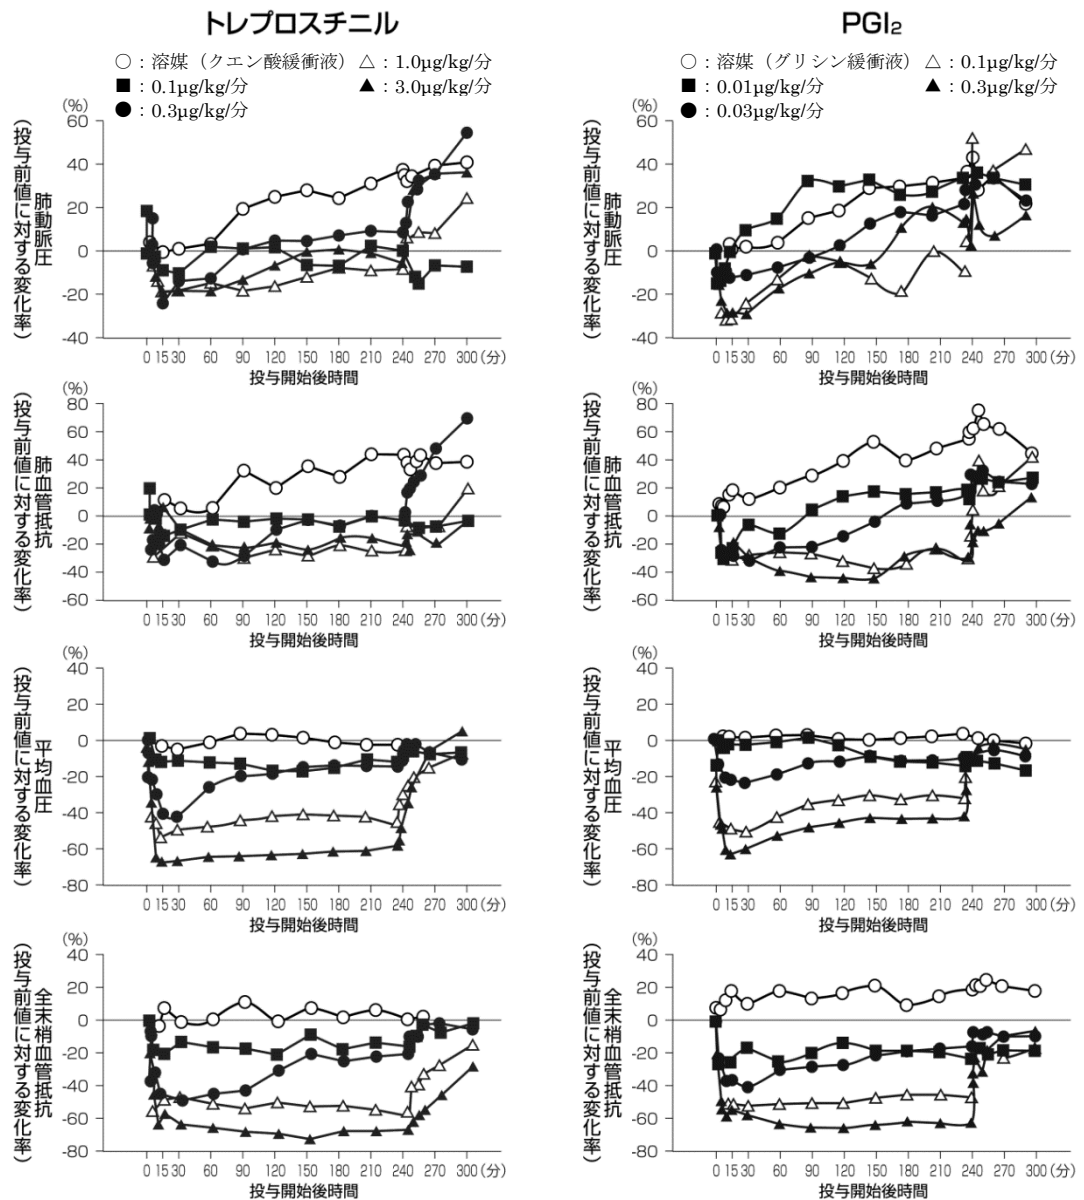 トレプロスチニル
○：溶媒（クエン酸緩衝液） △：1.0μg/kg/分
■：0.1μg/kg/分 ▲：3.0μg/kg/分
●：0.3μg/kg/分
(%)
（投与前値に対する変化率）
肺動脈圧
60
40
20
0
-20
-40
0 15 30 60 90 120 150 180 210 240 270 300(分)
投与開始後時間
(%)
（投与前値に対する変化率）
肺血管抵抗
80
60
40
20
0
-20
-40
-60
0 15 30 60 90 120 150 180 210 240 270 300(分)
投与開始後時間
(%)
（投与前値に対する変化率）
平均血圧
40
20
0
-20
-40
-60
-80
0 15 30 60 90 120 150 180 210 240 270 300(分)
投与開始後時間
(%)
（投与前値に対する変化率）
全末梢血管抵抗
40
20
0
-20
-40
-60
-80
0 15 30 60 90 120 150 180 210 240 270 300(分)
投与開始後時間
PGI₂
○：溶媒（グリシン緩衝液） △：0.1μg/kg/分
■：0.01μg/kg/分 ▲：0.3μg/kg/分
●：0.03μg/kg/分
(%)
（投与前値に対する変化率）
肺動脈圧
60
40
20
0
-20
-40
0 15 30 60 90 120 150 180 210 240 270 300(分)
投与開始後時間
(%)
（投与前値に対する変化率）
肺血管抵抗
80
60
40
20
0
-20
-40
-60
0 15 30 60 90 120 150 180 210 240 270 300(分)
投与開始後時間
(%)
（投与前値に対する変化率）
平均血圧
40
20
0
-20
-40
-60
-80
0 15 30 60 90 120 150 180 210 240 270 300(分)
投与開始後時間
(%)
（投与前値に対する変化率）
全末梢血管抵抗
40
20
0
-20
-40
-60
-80
0 15 30 60 90 120 150 180 210 240 270 300(分)
投与開始後時間